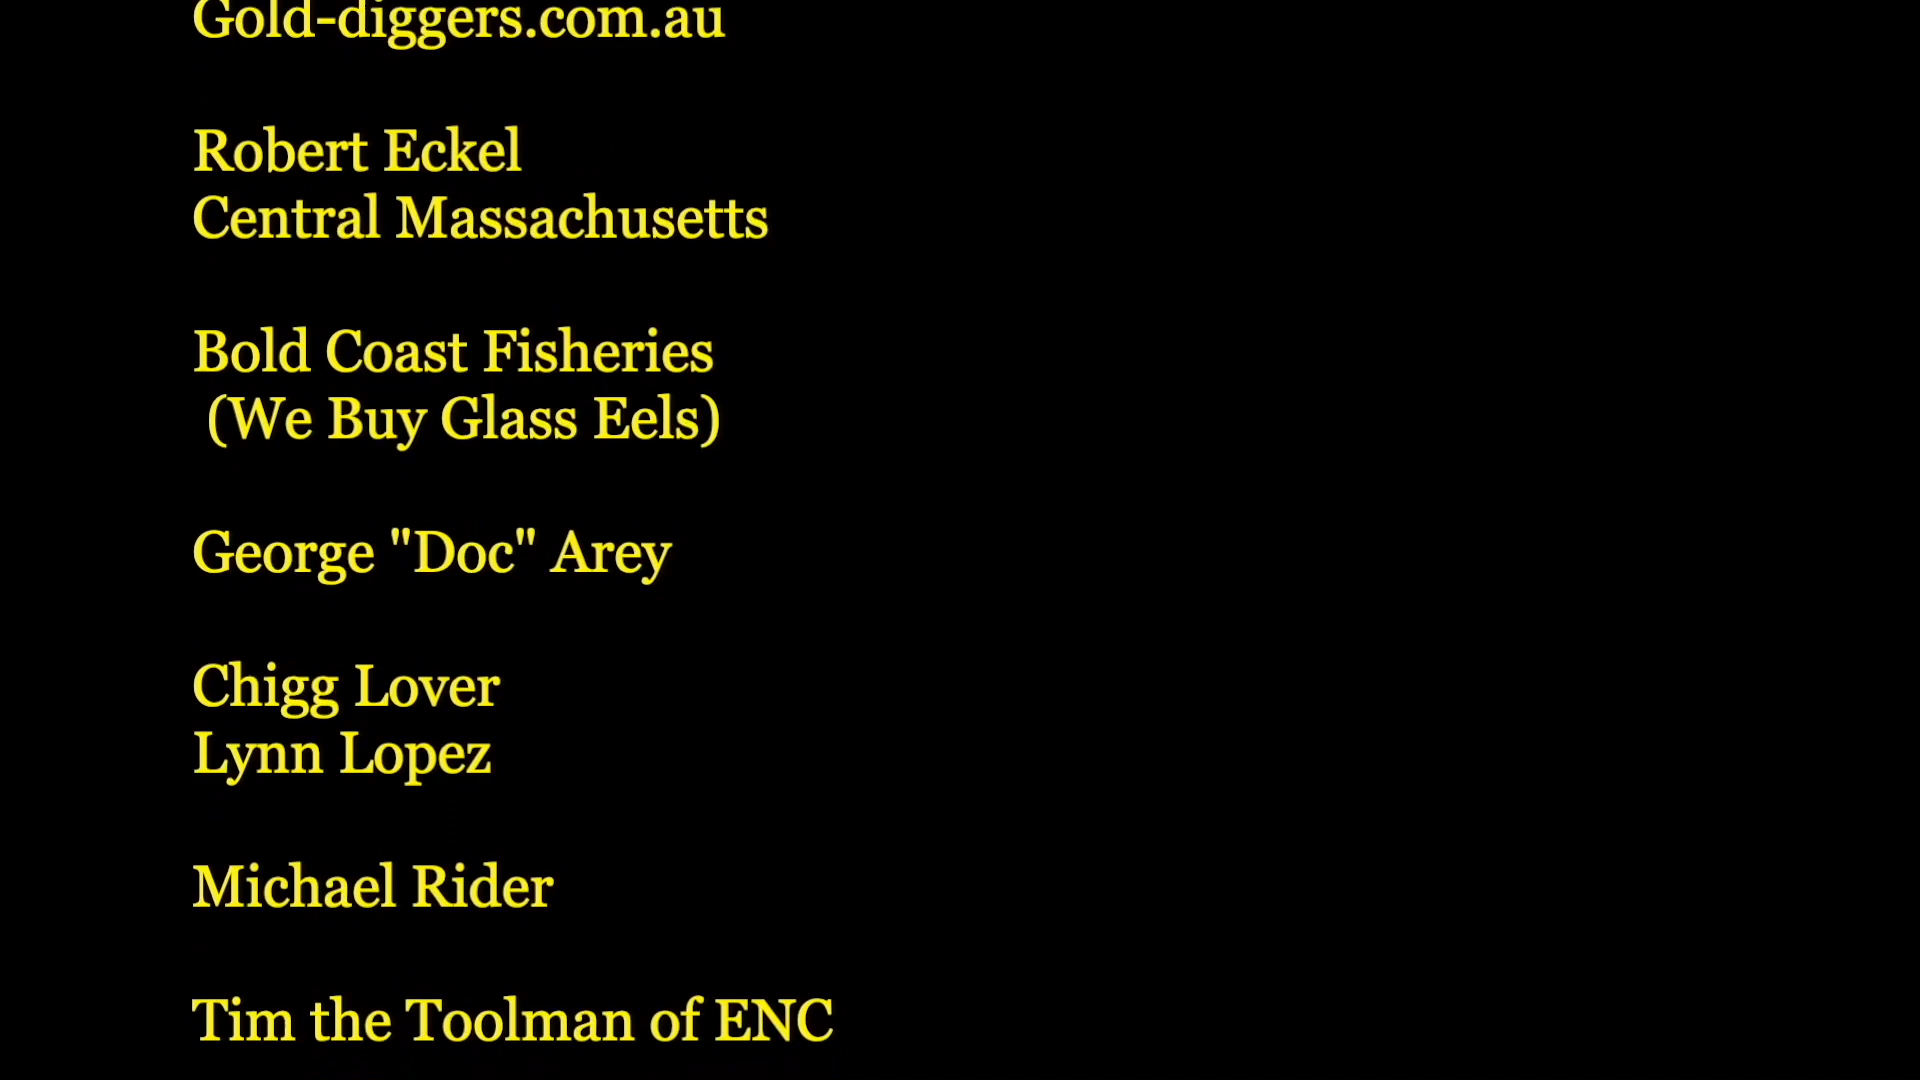 Gold-diggers.com.au
Robert Eckel
Central Massachusetts
Bold Coast Fisheries
(We Buy Glass Eels)
George "Doc" Arey
Chigg Lover
Lynn Lopez
Michael Rider
Tim the Toolman of ENC